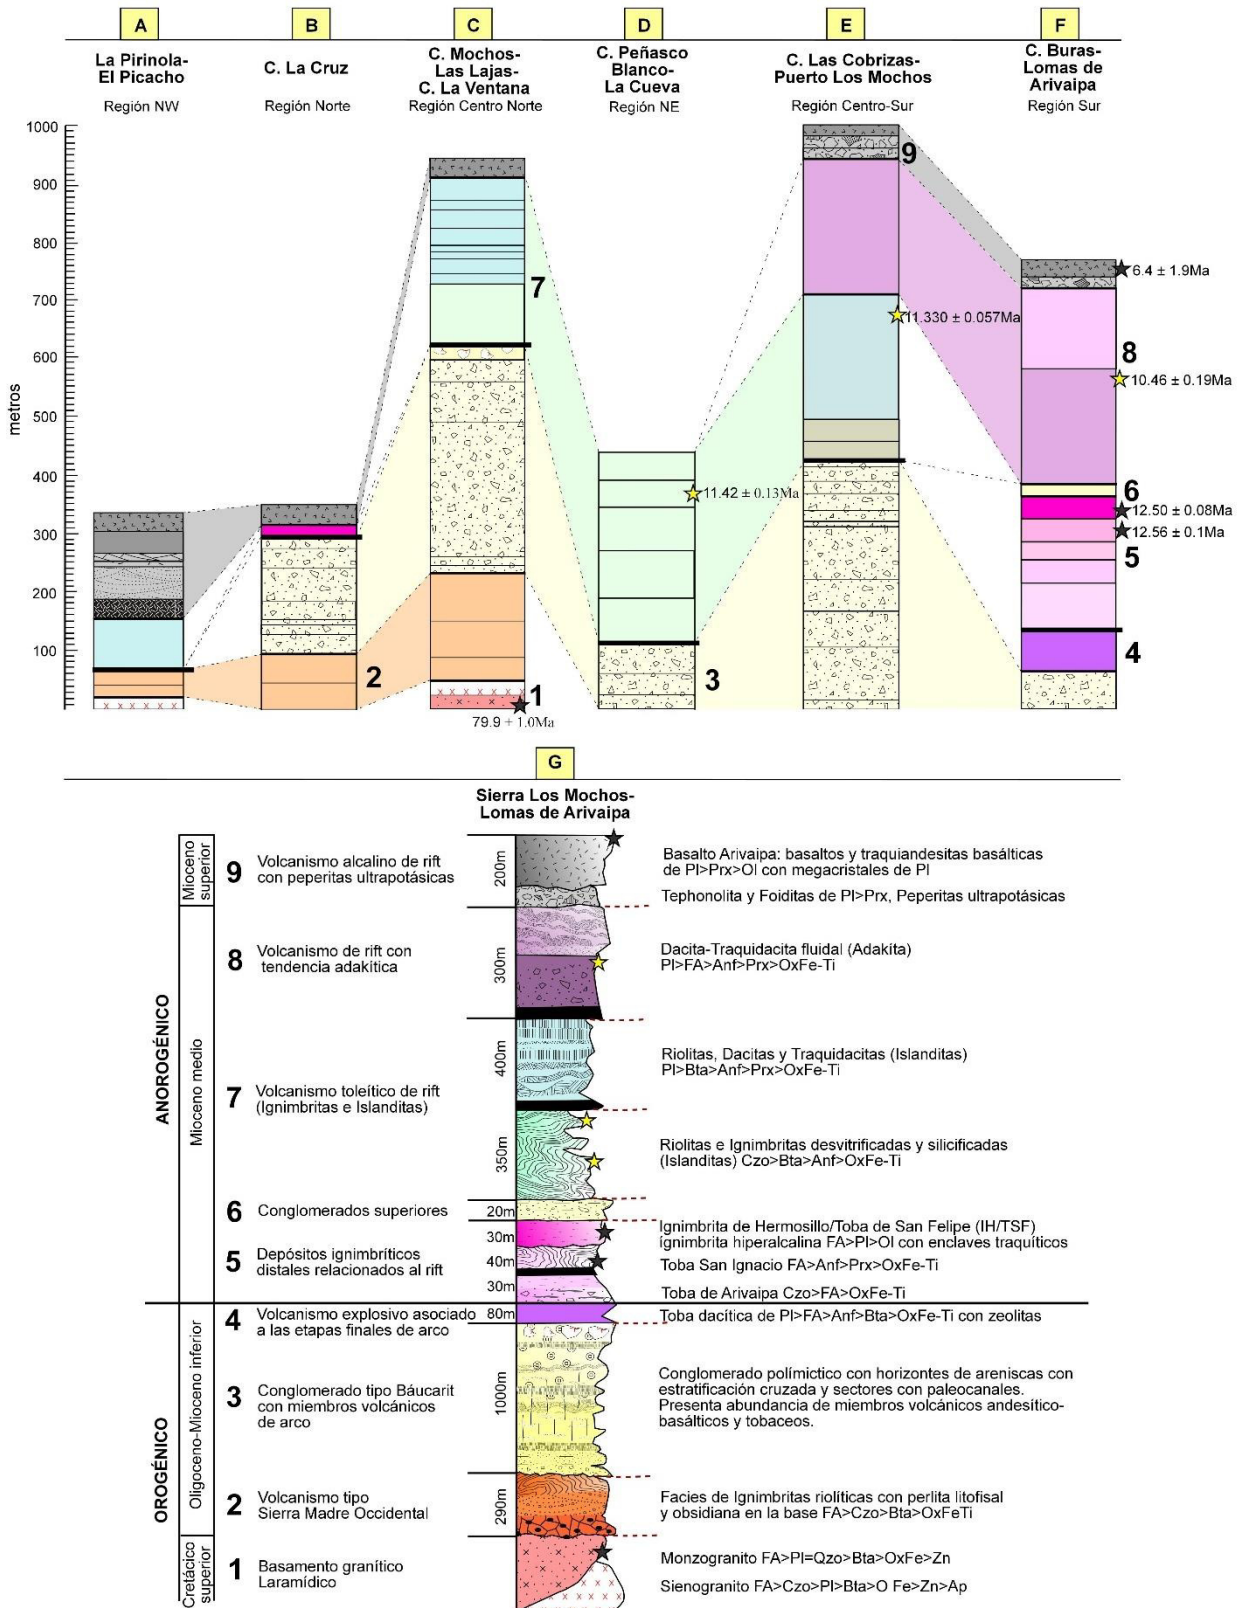 A
B
C
D
E
F
La Pirinola-
El Picacho
Región NW
C. La Cruz
Región Norte
C. Mochos-
Las Lajas-
C. La Ventana
Región Centro Norte
C. Peñasco
Blanco-
La Cueva
Región NE
C. Las Cobrizas-
Puerto Los Mochos
Región Centro-Sur
C. Buras-
Lomas de
Arivaipa
Región Sur
metros
1000
900
800
700
600
500
400
300
200
100
9
6.4 ± 1.9Ma
7
11.330 ± 0.057Ma
8
10.46 ± 0.19Ma
11.42 ± 0.13Ma
6
12.50 ± 0.08Ma
12.56 ± 0.1Ma
5
2
1
3
4
79.9 ± 1.0Ma
G
Sierra Los Mochos-
Lomas de Arivaipa
ANOROGÉNICO
OROGÉNICO
Mioceno
superior
Mioceno medio
Oligoceno-Mioceno inferior
Cretácico
superior
9 Volcanismo alcalino de rift
con peperitas ultrapotásicas
200m
Basalto Arivaipa: basaltos y traquiandesitas basálticas
de Pl>Prx>Ol con megacristales de Pl
Tephonolita y Foiditas de Pl>Prx, Peperitas ultrapotásicas
8 Volcanismo de rift con
tendencia adakítica
300m
Dacita-Traquidacita fluidal (Adakíta)
Pl>FA>Anf>Prx>OxFe-Ti
7 Volcanismo toleítico de rift
(Ignimbritas e Islanditas)
400m
Riolitas, Dacitas y Traquidacitas (Islanditas)
Pl>Bta>Anf>Prx>OxFe-Ti
350m
Riolitas e Ignimbritas desvitrificadas y silicificadas
(Islanditas) Czo>Bta>Anf>OxFe-Ti
6 Conglomerados superiores
20m
5 Depósitos ignimbríticos
distales relacionados al rift
30m
Ignimbrita de Hermosillo/Toba de San Felipe (IH/TSF)
ígnimbrita hiperalcalina FA>Pl>Ol con enclaves traquíticos
40m
Toba San Ignacio FA>Anf>Prx>OxFe-Ti
30m
Toba de Arivaipa Czo>FA>OxFe-Ti
4 Volcanismo explosivo asociado
a las etapas finales de arco
80m
Toba dacítica de Pl>FA>Anf>Bta>OxFe-Ti con zeolitas
3 Conglomerado tipo Báucarit
con miembros volcánicos
de arco
1000m
Conglomerado polímictico con horizontes de areniscas con
estratificación cruzada y sectores con paleocanales.
Presenta abundancia de miembros volcánicos andesítico-
basálticos y tobaceos.
2 Volcanismo tipo
Sierra Madre Occidental
290m
Facies de Ignimbritas riolíticas con perlita litofisal
y obsidiana en la base FA>Czo>Bta>OxFeTi
1 Basamento granítico
Laramídico
Monzogranito FA>Pl=Qzo>Bta>OxFe>Zn
Sienogranito FA>Czo>Pl>Bta>O Fe>Zn>Ap